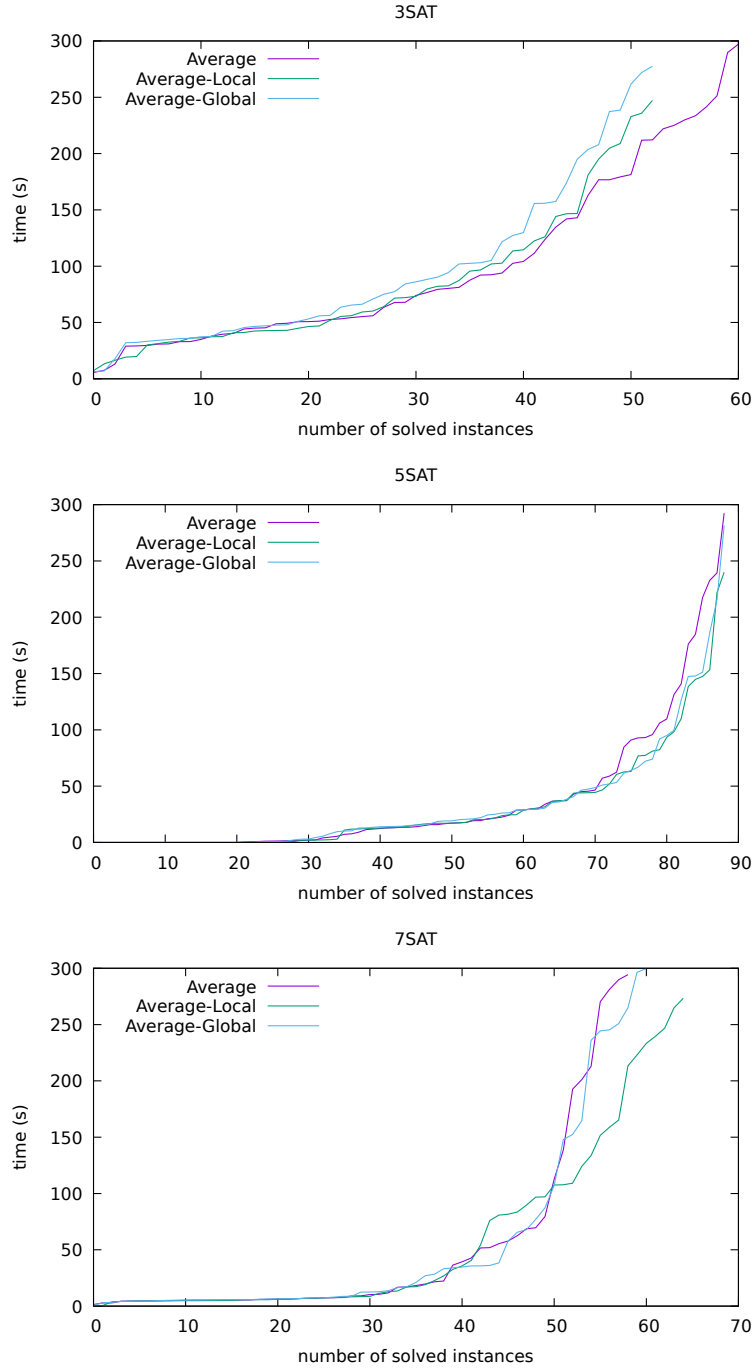 3SAT
300
250
200
150
100
50
0
time (s)
Average
Average-Local
Average-Global
0 10 20 30 40 50 60
number of solved instances
5SAT
300
250
200
150
100
50
0
time (s)
Average
Average-Local
Average-Global
0 10 20 30 40 50 60 70 80 90
number of solved instances
7SAT
300
250
200
150
100
50
0
time (s)
Average
Average-Local
Average-Global
0 10 20 30 40 50 60 70
number of solved instances